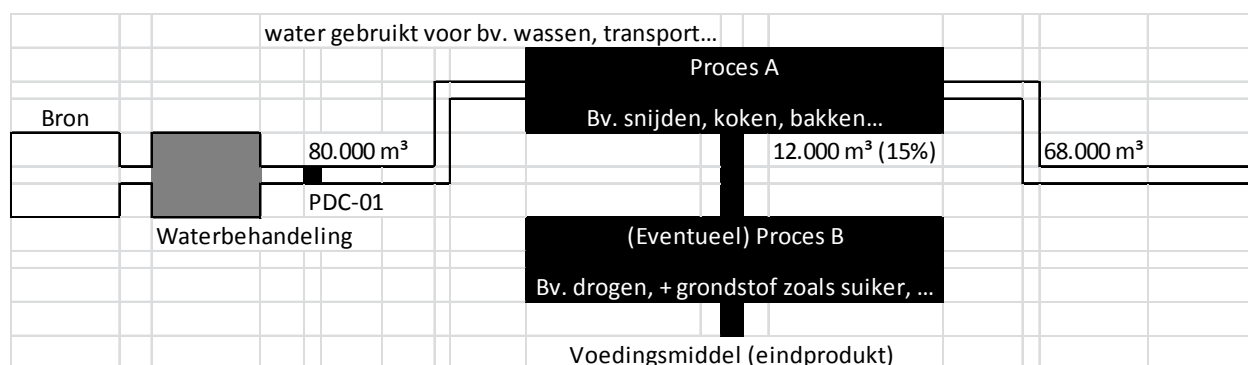 water gebruikt voor bv. wassen, transport...
Proces A
Bron
Bv. snijden, koken, bakken...
80.000 m³
12.000 m³ (15%)
68.000 m³
PDC-01
Waterbehandeling
(Eventueel) Proces B
Bv. drogen, + grondstof zoals suiker, ...
Voedingsmiddel (eindprodukt)